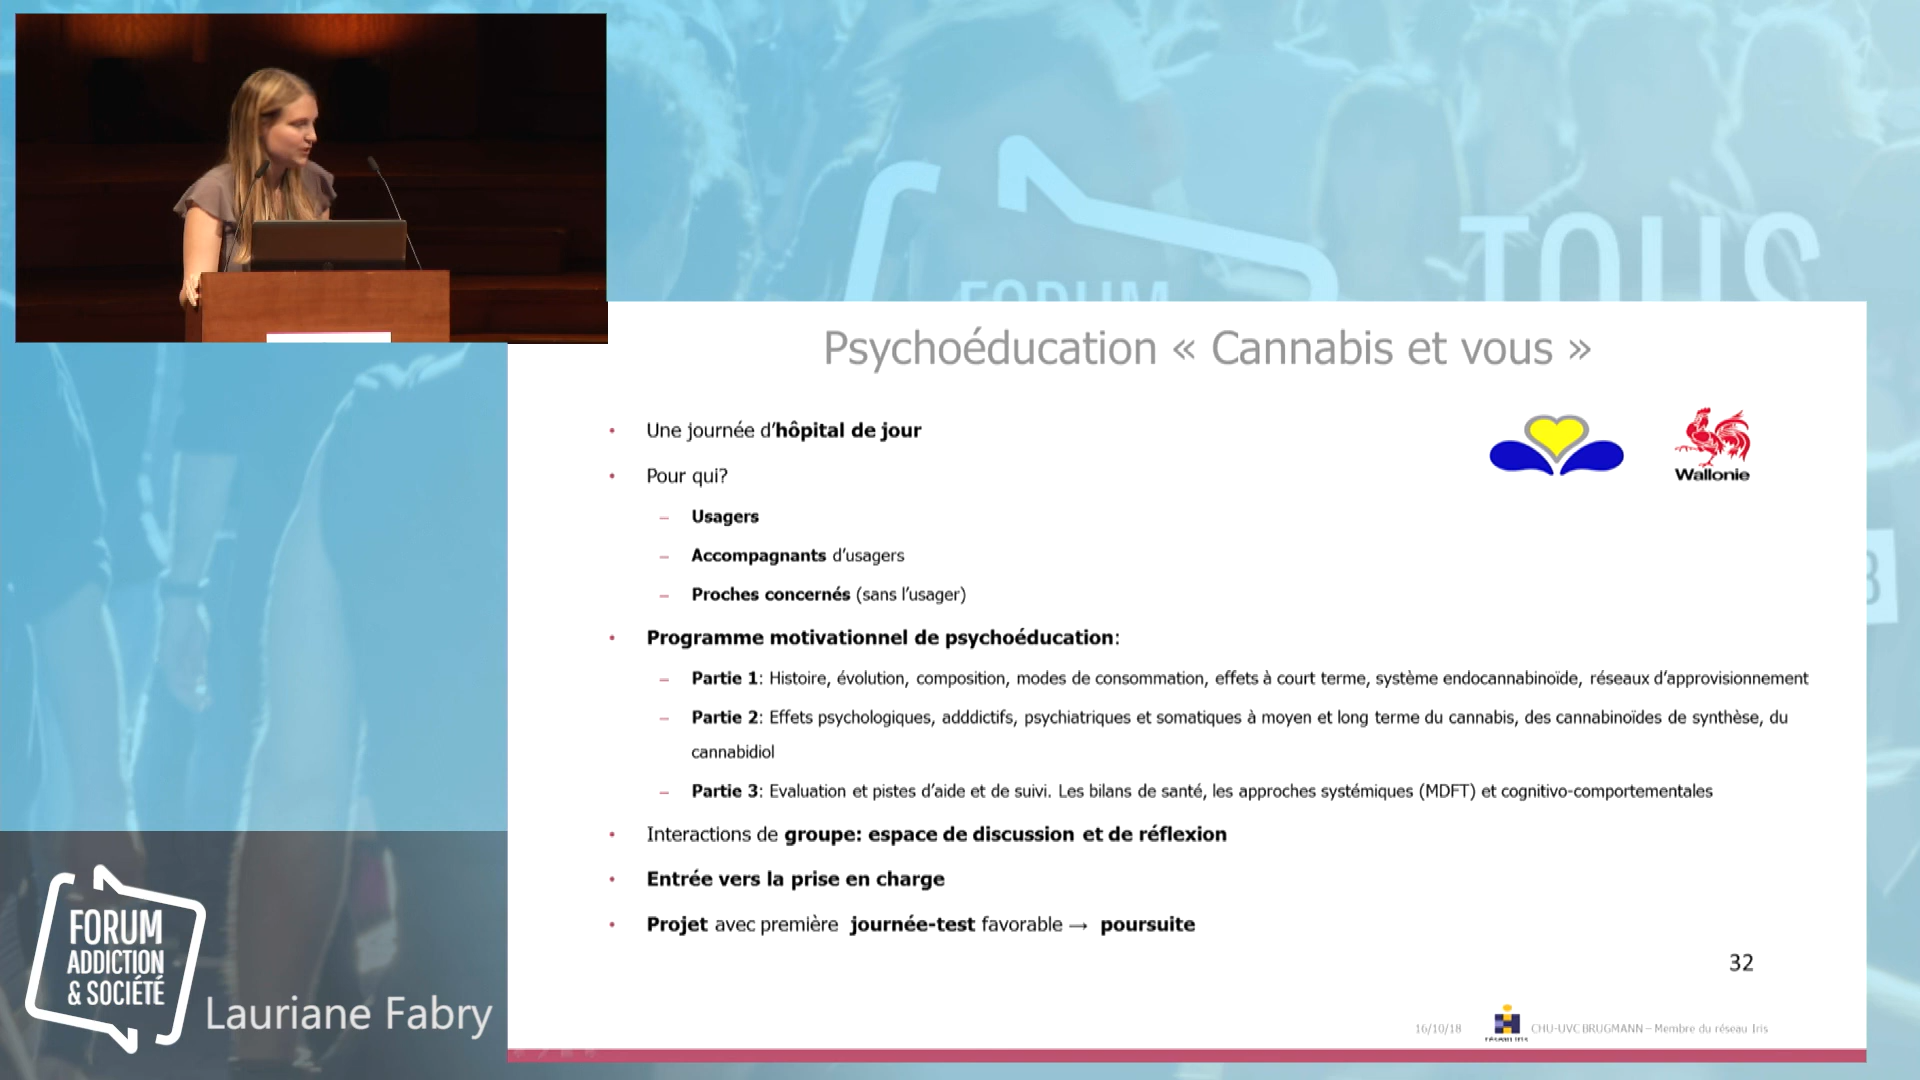 FORUM
TOUS
Psychoéducation « Cannabis et vous »
• Une journée d'hôpital de jour
• Pour qui?
– Usagers
– Accompagnants d'usagers
– Proches concernés (sans l'usager)
Wallonie
• Programme motivationnel de psychoéducation:
– Partie 1: Histoire, évolution, composition, modes de consommation, effets à court terme, système endocannabinoïde, réseaux d'approvisionnement
– Partie 2: Effets psychologiques, adddictifs, psychiatriques et somatiques à moyen et long terme du cannabis, des cannabinoïdes de synthèse, du
cannabidiol
– Partie 3: Evaluation et pistes d'aide et de suivi. Les bilans de santé, les approches systémiques (MDFT) et cognitivo-comportementales
• Interactions de groupe: espace de discussion et de réflexion
• Entrée vers la prise en charge
• Projet avec première journée-test favorable → poursuite
32
16/10/18
réseau iris
CHU-UVC BRUGMANN – Membre du réseau Iris
FORUM
ADDICTION
& SOCIÉTÉ
Lauriane Fabry